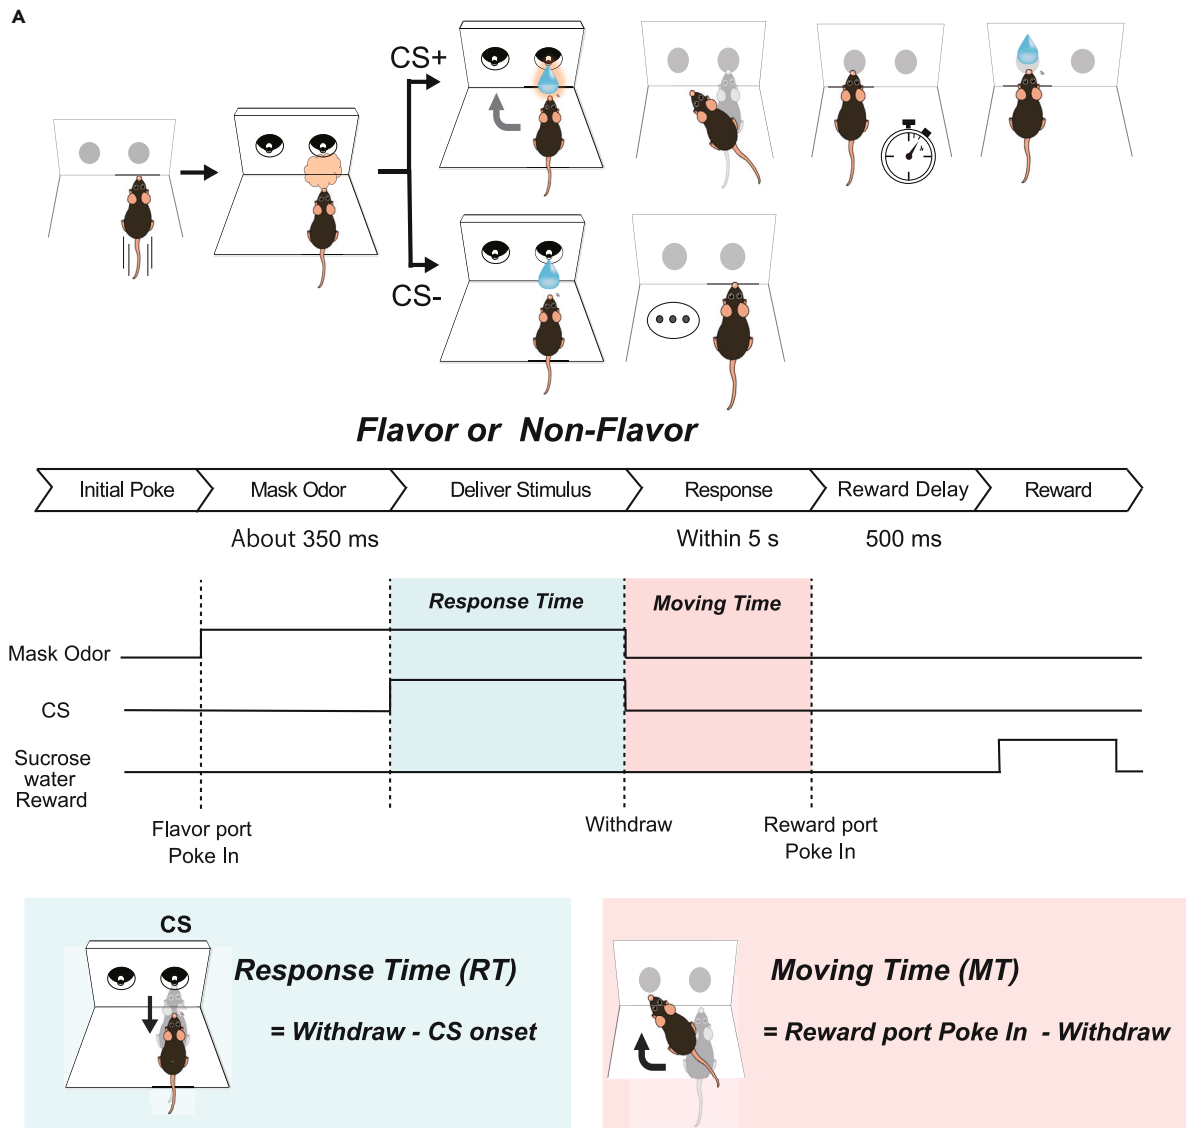 A
CS+
CS-
Flavor or Non-Flavor
Initial Poke
Mask Odor
Deliver Stimulus
Response
Reward Delay
Reward
About 350 ms
Within 5 s
500 ms
Response Time
Moving Time
Mask Odor
CS
Sucrose
water
Reward
Flavor port
Poke In
Withdraw
Reward port
Poke In
CS
Response Time (RT)
= Withdraw - CS onset
Moving Time (MT)
= Reward port Poke In - Withdraw